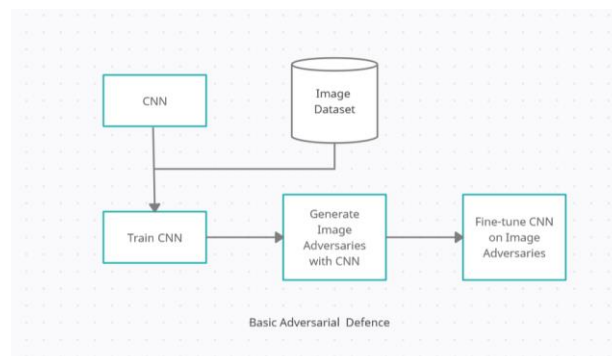 CNN
Image
Dataset
Train CNN
Generate
Image
Adversaries
with CNN
Fine-tune CNN
on Image
Adversaries
Basic Adversarial Defence